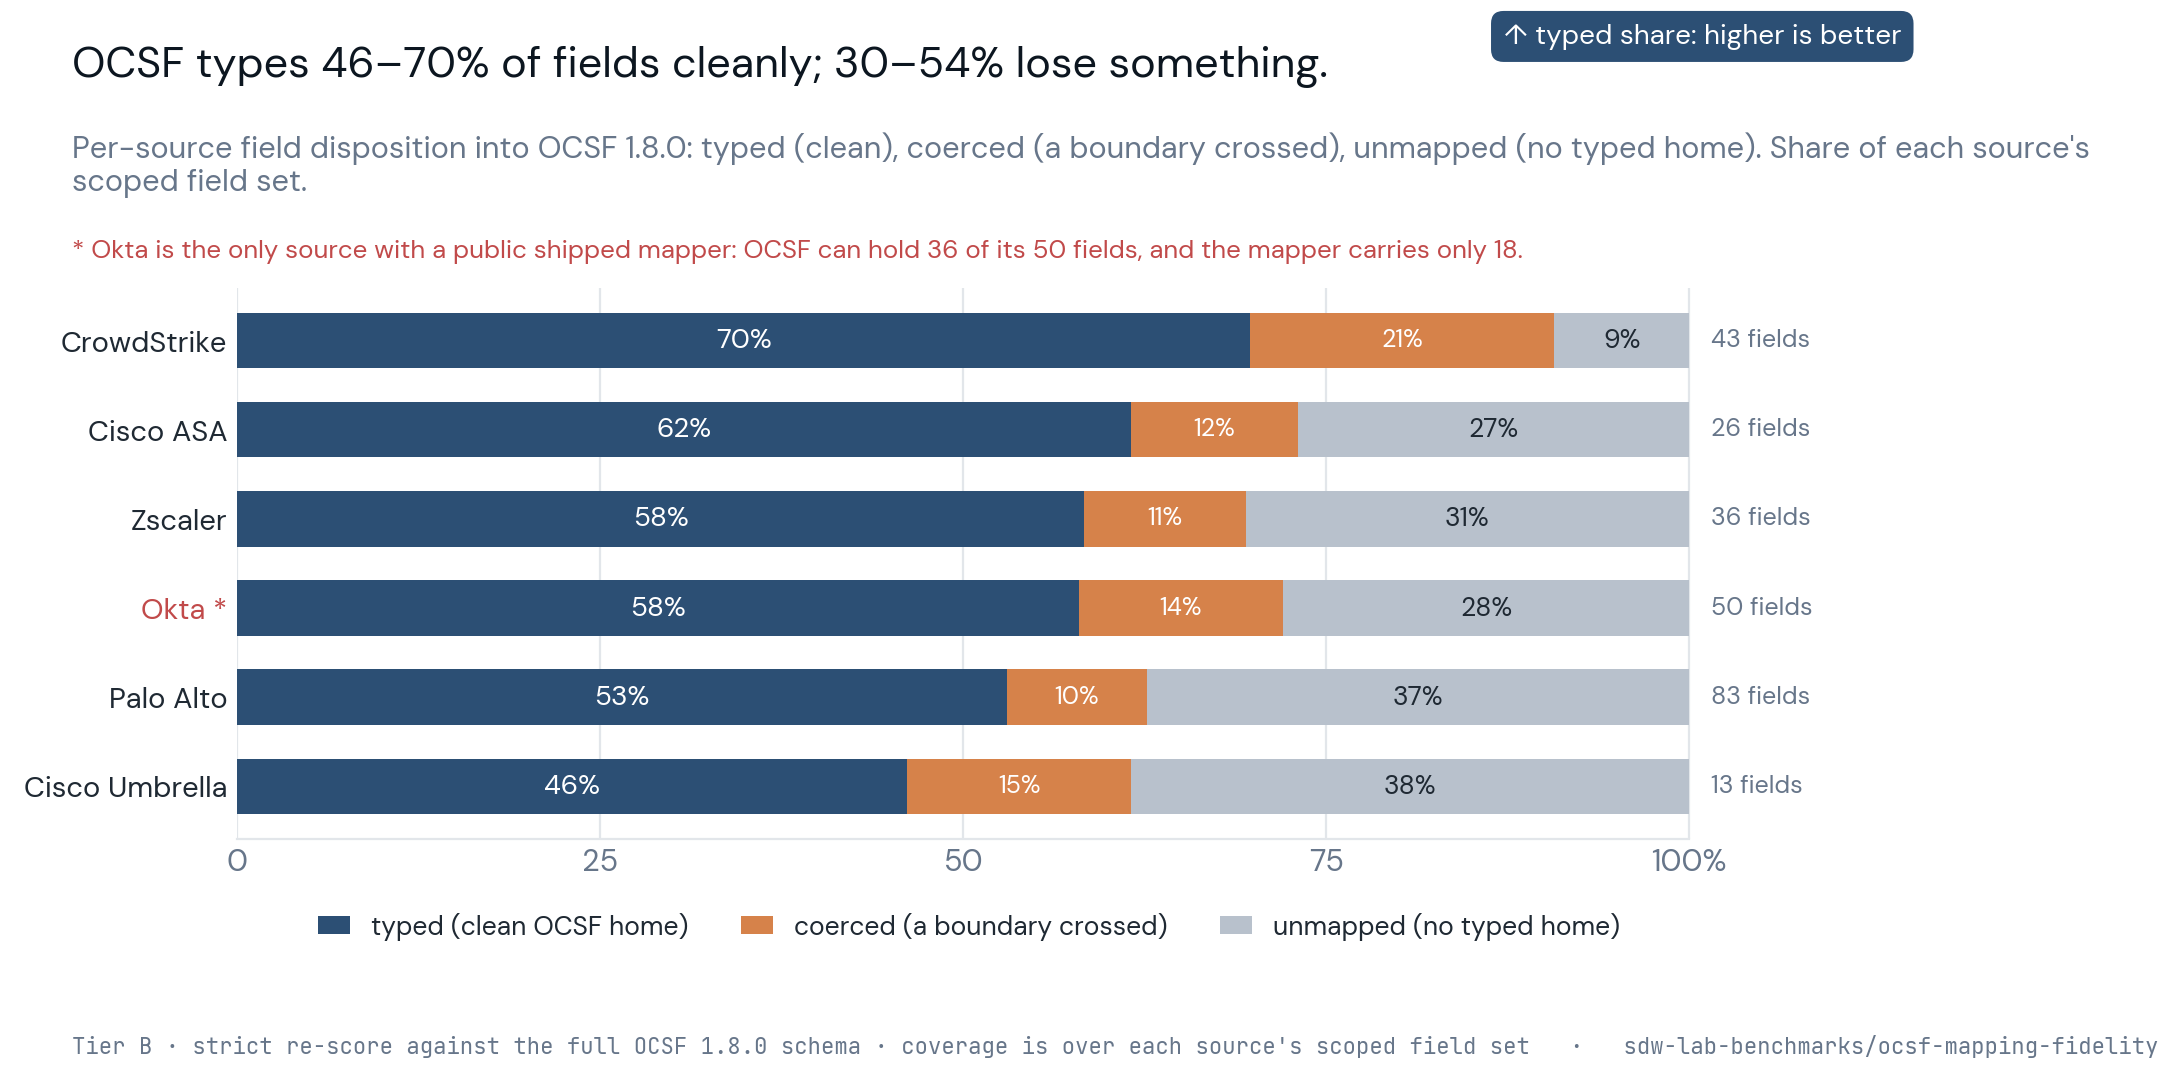 ↑ typed share: higher is better
OCSF types 46–70% of fields cleanly; 30–54% lose something.
Per-source field disposition into OCSF 1.8.0: typed (clean), coerced (a boundary crossed), unmapped (no typed home). Share of each source's
scoped field set.
* Okta is the only source with a public shipped mapper: OCSF can hold 36 of its 50 fields, and the mapper carries only 18.
CrowdStrike 70% 21% 9% 43 fields
Cisco ASA 62% 12% 27% 26 fields
Zscaler 58% 11% 31% 36 fields
Okta * 58% 14% 28% 50 fields
Palo Alto 53% 10% 37% 83 fields
Cisco Umbrella 46% 15% 38% 13 fields
0 25 50 75 100%
typed (clean OCSF home) coerced (a boundary crossed) unmapped (no typed home)
Tier B · strict re-score against the full OCSF 1.8.0 schema · coverage is over each source's scoped field set · sdw-lab-benchmarks/ocsf-mapping-fidelity